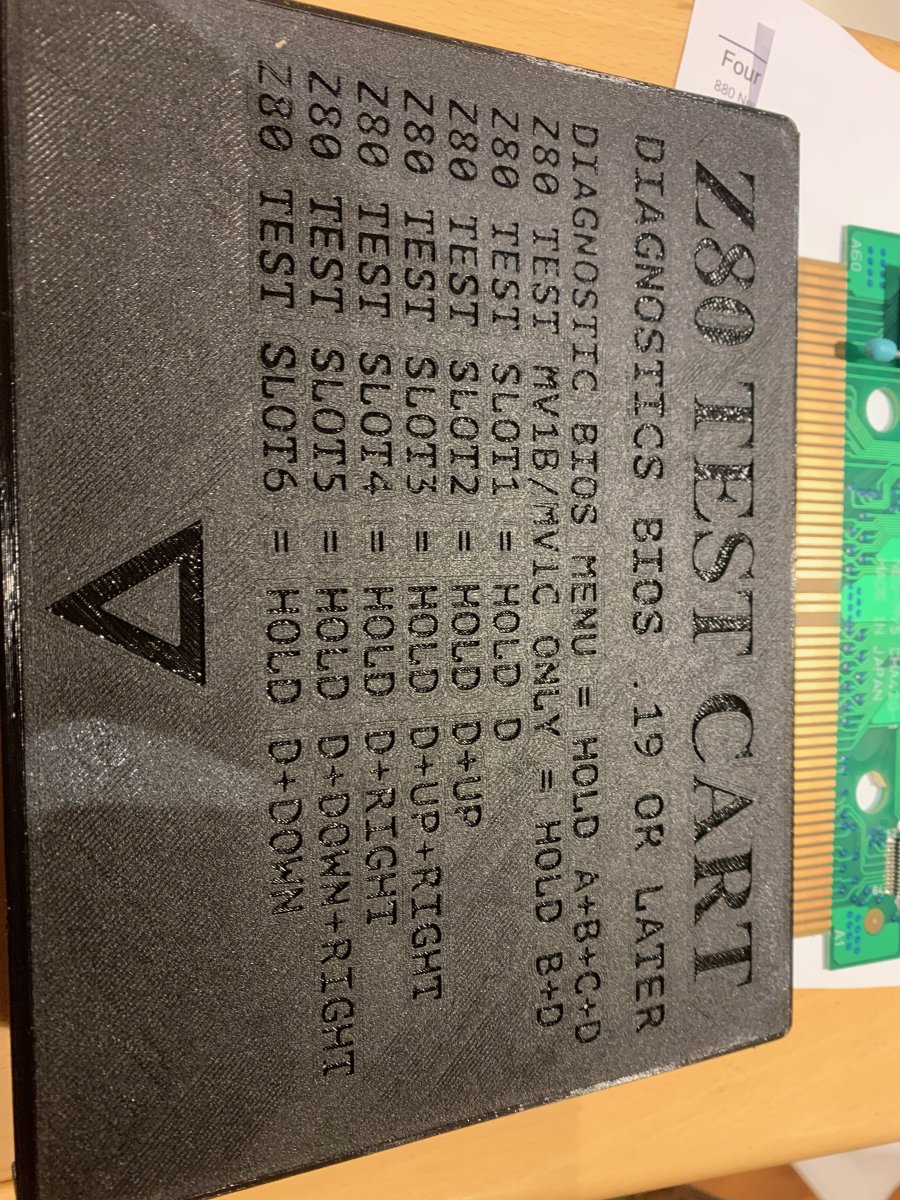 Z80 TEST CART
DIAGNOSTICS BIOS .19 OR LATER
DIAGNOSTIC BIOS MENU = HOLD A+B+C+D
Z80 TEST MV1B/MV1C ONLY = HOLD B+D
Z80 TEST SLOT1 = HOLD D
Z80 TEST SLOT2 = HOLD D+UP
Z80 TEST SLOT3 = HOLD D+UP+RIGHT
Z80 TEST SLOT4 = HOLD D+RIGHT
Z80 TEST SLOT5 = HOLD D+DOWN+RIGHT
Z80 TEST SLOT6 = HOLD D+DOWN
Four
880
A60
IN JAPAN
A1